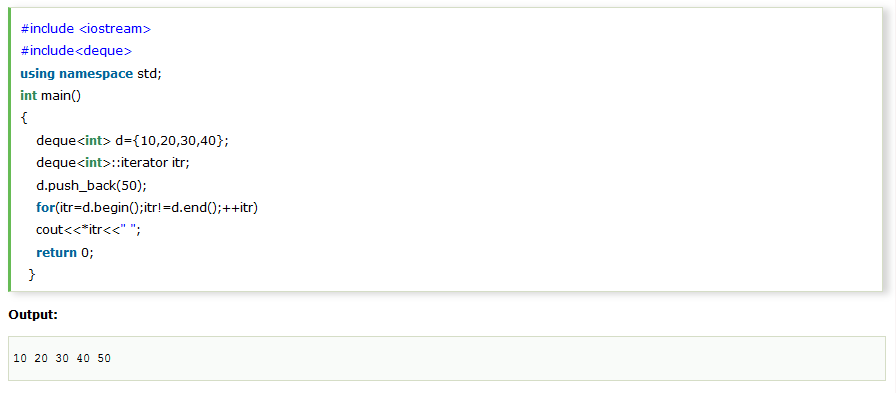 #include <iostream>
#include<deque>
using namespace std;
int main()
{
deque<int> d={10,20,30,40};
deque<int>::iterator itr;
d.push_back(50);
for(itr=d.begin();itr!=d.end();++itr)
cout<<*itr<<" ";
return 0;
}
Output:
10 20 30 40 50